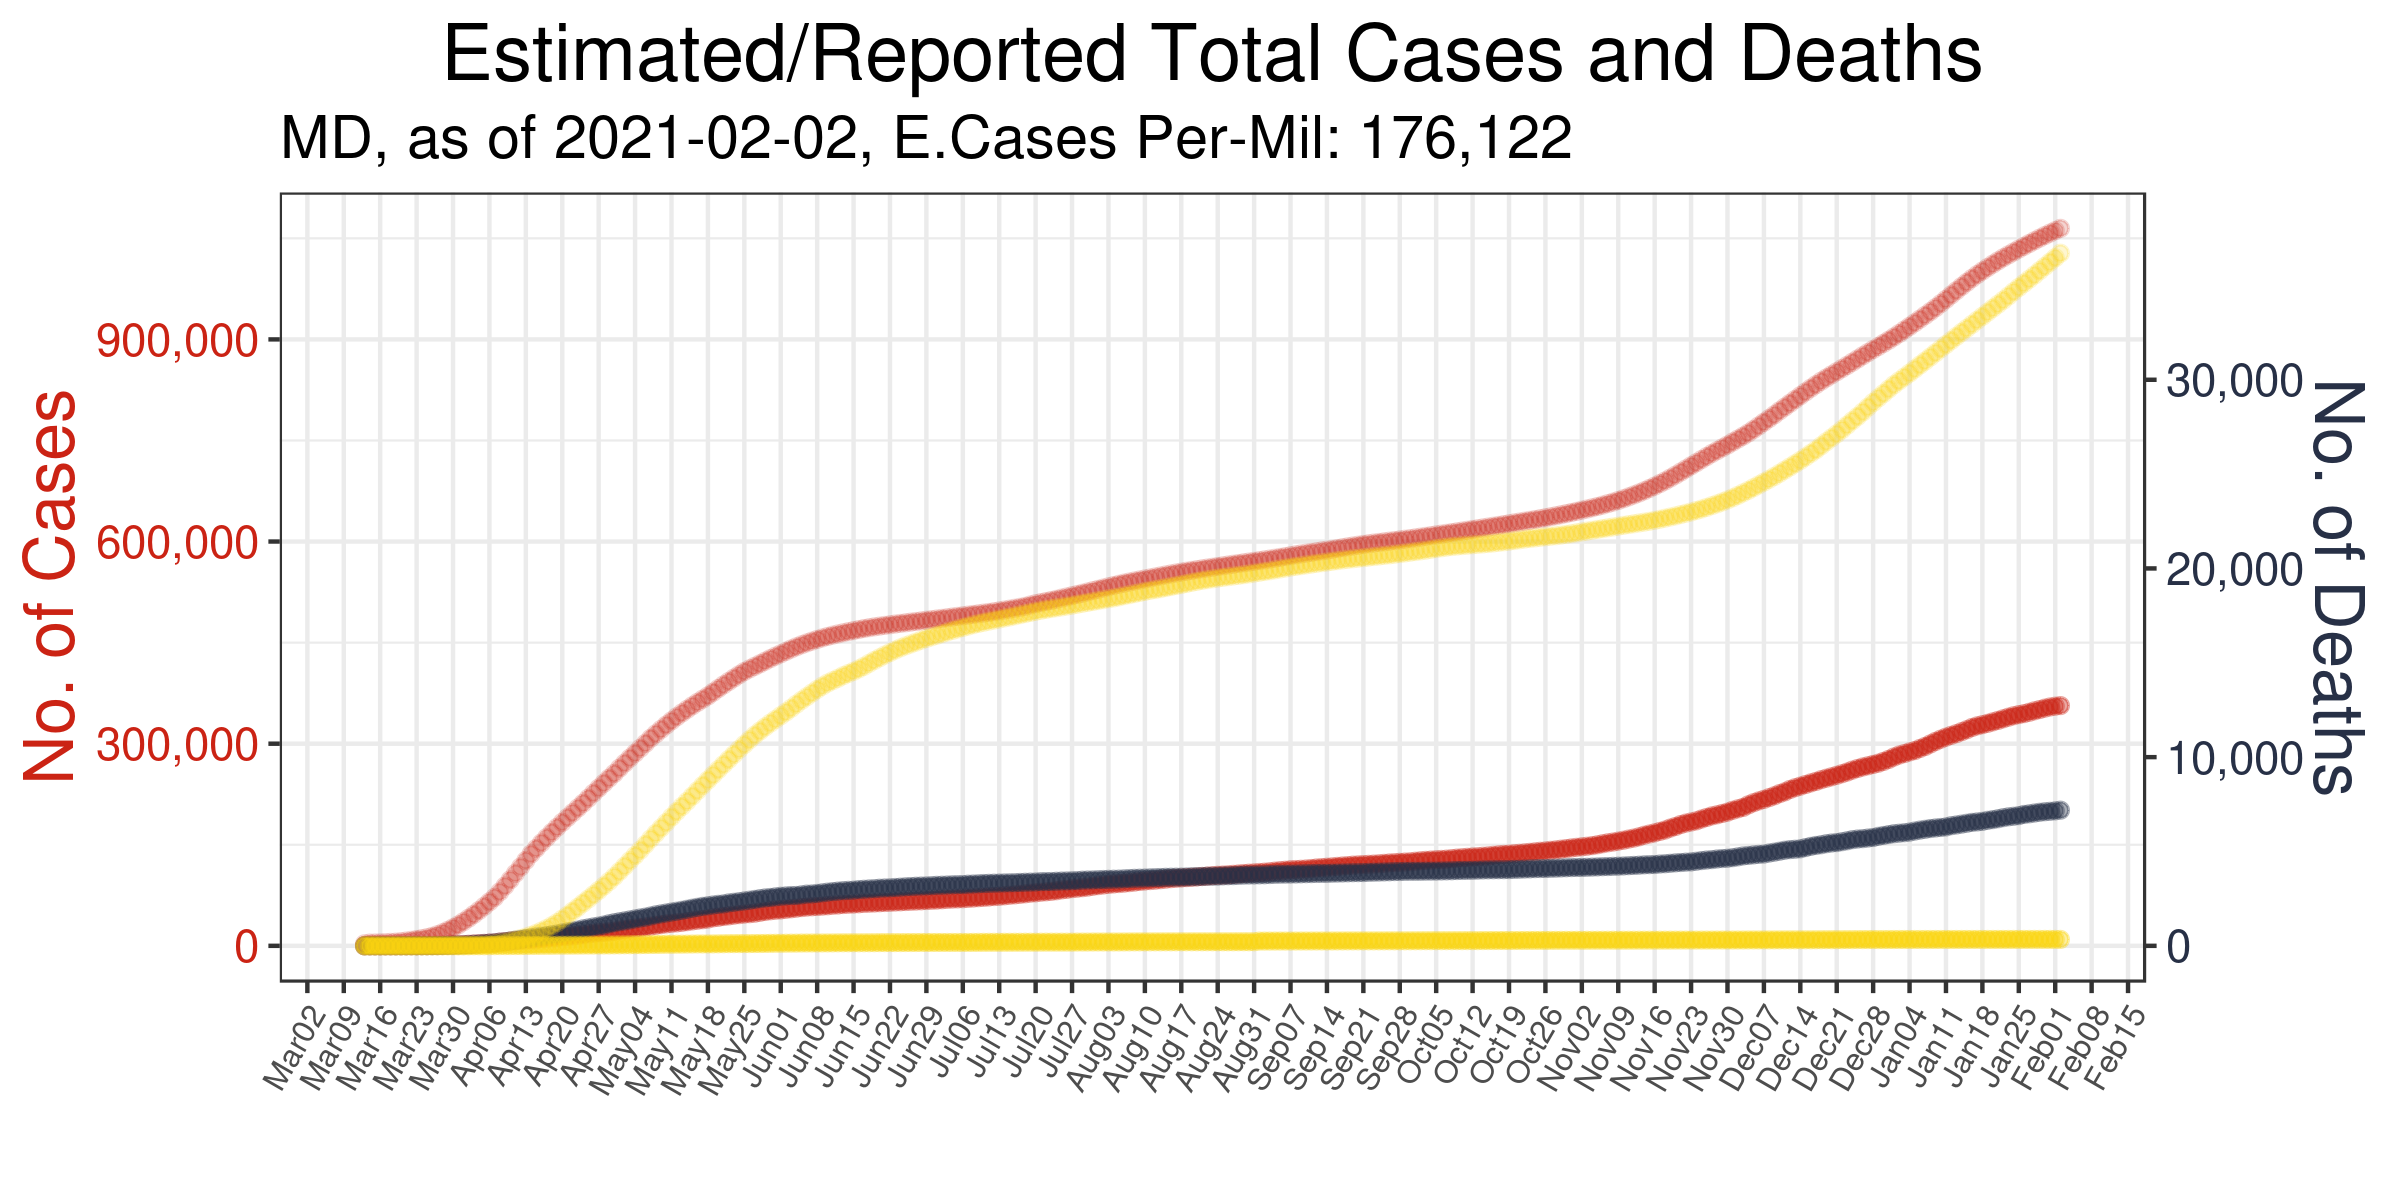 Estimated/Reported Total Cases and Deaths
MD, as of 2021-02-02, E.Cases Per-Mil: 176,122
No. of Cases
900,000
600,000
300,000
0
30,000
20,000
10,000
0
No. of Deaths
Mar02
Mar09
Mar16
Mar23
Mar30
Apr06
Apr13
Apr20
Apr27
May04
May11
May18
May25
Jun01
Jun08
Jun15
Jun22
Jun29
Jul06
Jul13
Jul20
Jul27
Aug03
Aug10
Aug17
Aug24
Aug31
Sep07
Sep14
Sep21
Sep28
Oct05
Oct12
Oct19
Oct26
Nov02
Nov09
Nov16
Nov23
Nov30
Dec07
Dec14
Dec21
Dec28
Jan04
Jan11
Jan18
Jan25
Feb01
Feb08
Feb15